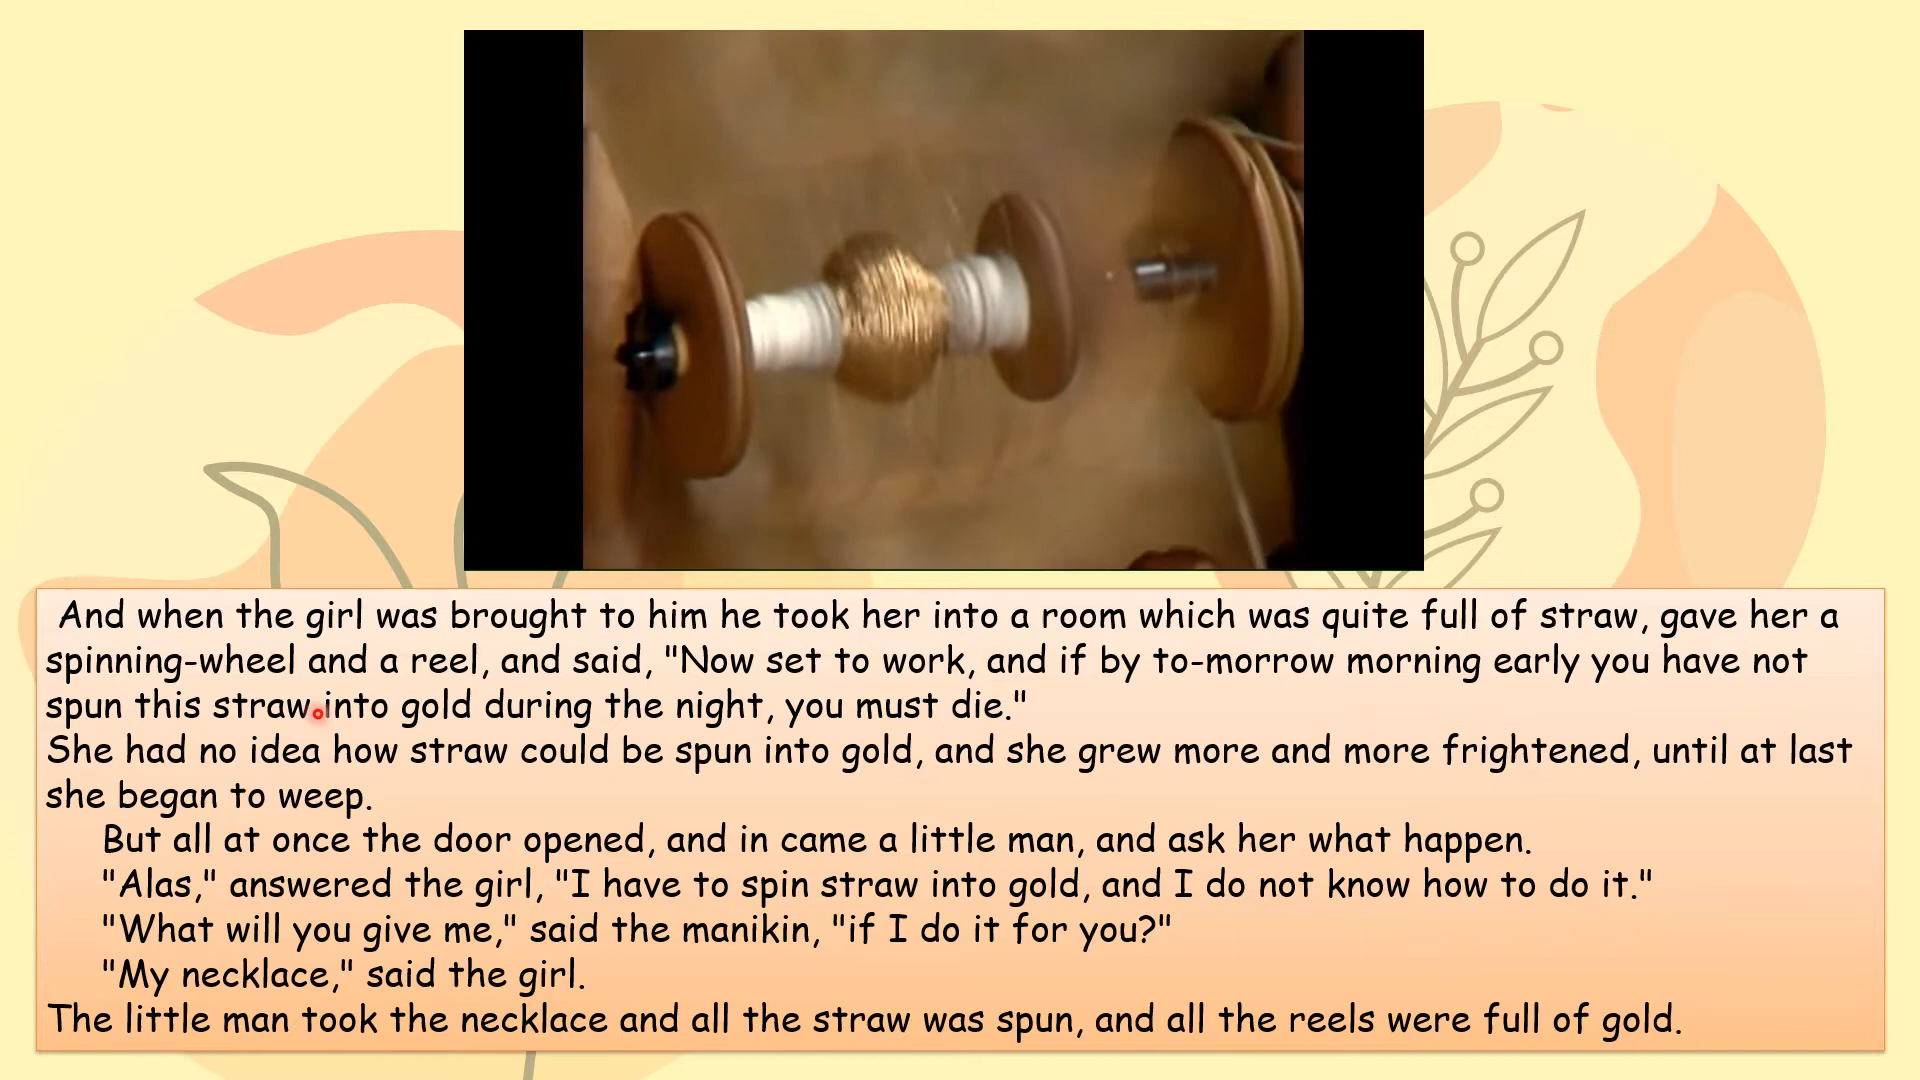 And when the girl was brought to him he took her into a room which was quite full of straw, gave her a
spinning-wheel and a reel, and said, "Now set to work, and if by to-morrow morning early you have not
spun this straw into gold during the night, you must die."
She had no idea how straw could be spun into gold, and she grew more and more frightened, until at last
she began to weep.
But all at once the door opened, and in came a little man, and ask her what happen.
"Alas," answered the girl, "I have to spin straw into gold, and I do not know how to do it."
"What will you give me," said the manikin, "if I do it for you?"
"My necklace," said the girl.
The little man took the necklace and all the straw was spun, and all the reels were full of gold.